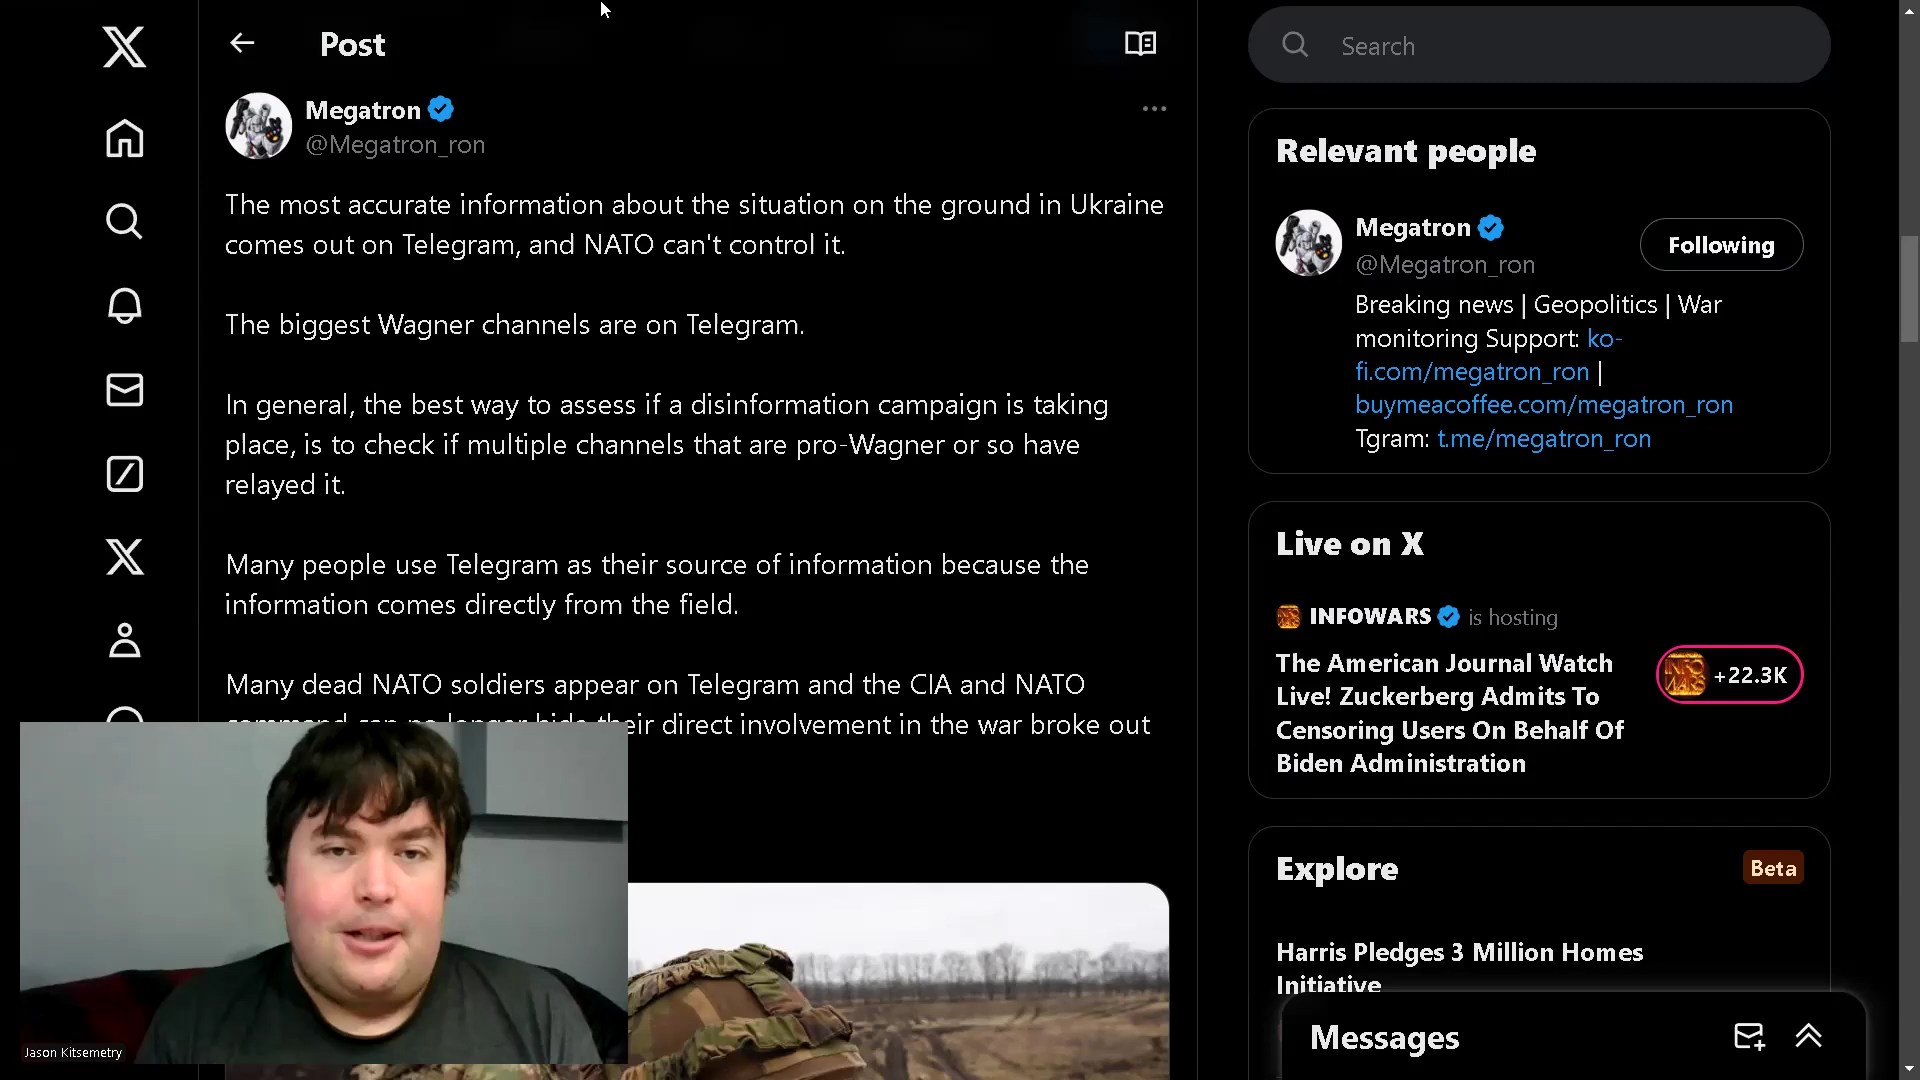 Post
Search
Megatron
@Megatron_ron
The most accurate information about the situation on the ground in Ukraine
comes out on Telegram, and NATO can't control it.
The biggest Wagner channels are on Telegram.
In general, the best way to assess if a disinformation campaign is taking
place, is to check if multiple channels that are pro-Wagner or so have
relayed it.
Many people use Telegram as their source of information because the
information comes directly from the field.
Many dead NATO soldiers appear on Telegram and the CIA and NATO
command can no longer hide their direct involvement in the war broke out
Jason Kitsemetry
Relevant people
Megatron
@Megatron_ron
Following
Breaking news | Geopolitics | War
monitoring Support: ko-
fi.com/megatron_ron |
buymeacoffee.com/megatron_ron
Tgram: t.me/megatron_ron
Live on X
INFOWARS is hosting
The American Journal Watch
Live! Zuckerberg Admits To
Censoring Users On Behalf Of
Biden Administration
INFO
WARS
+22.3K
Explore
Beta
Harris Pledges 3 Million Homes
Initiative
Messages